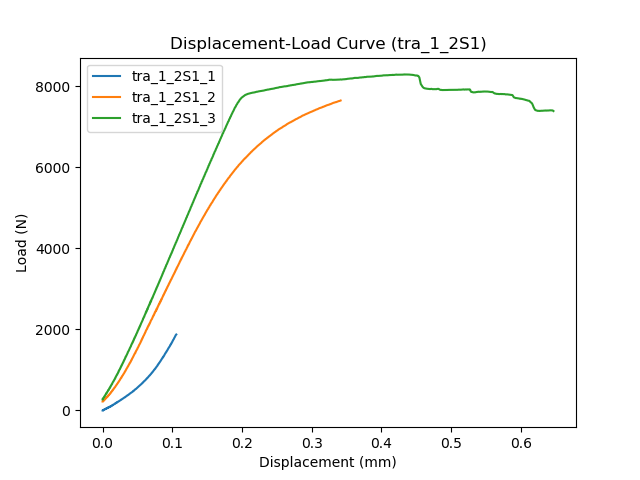 Displacement-Load Curve (tra_1_2S1)
tra_1_2S1_1
tra_1_2S1_2
tra_1_2S1_3
Load (N)
8000
6000
4000
2000
0
0.0 0.1 0.2 0.3 0.4 0.5 0.6
Displacement (mm)